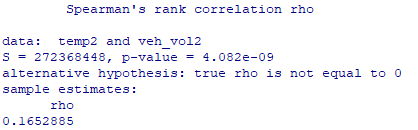 Spearman's rank correlation rho
data:  temp2 and veh_vol2
S = 272368448, p-value = 4.082e-09
alternative hypothesis: true rho is not equal to 0
sample estimates:
rho
0.1652885